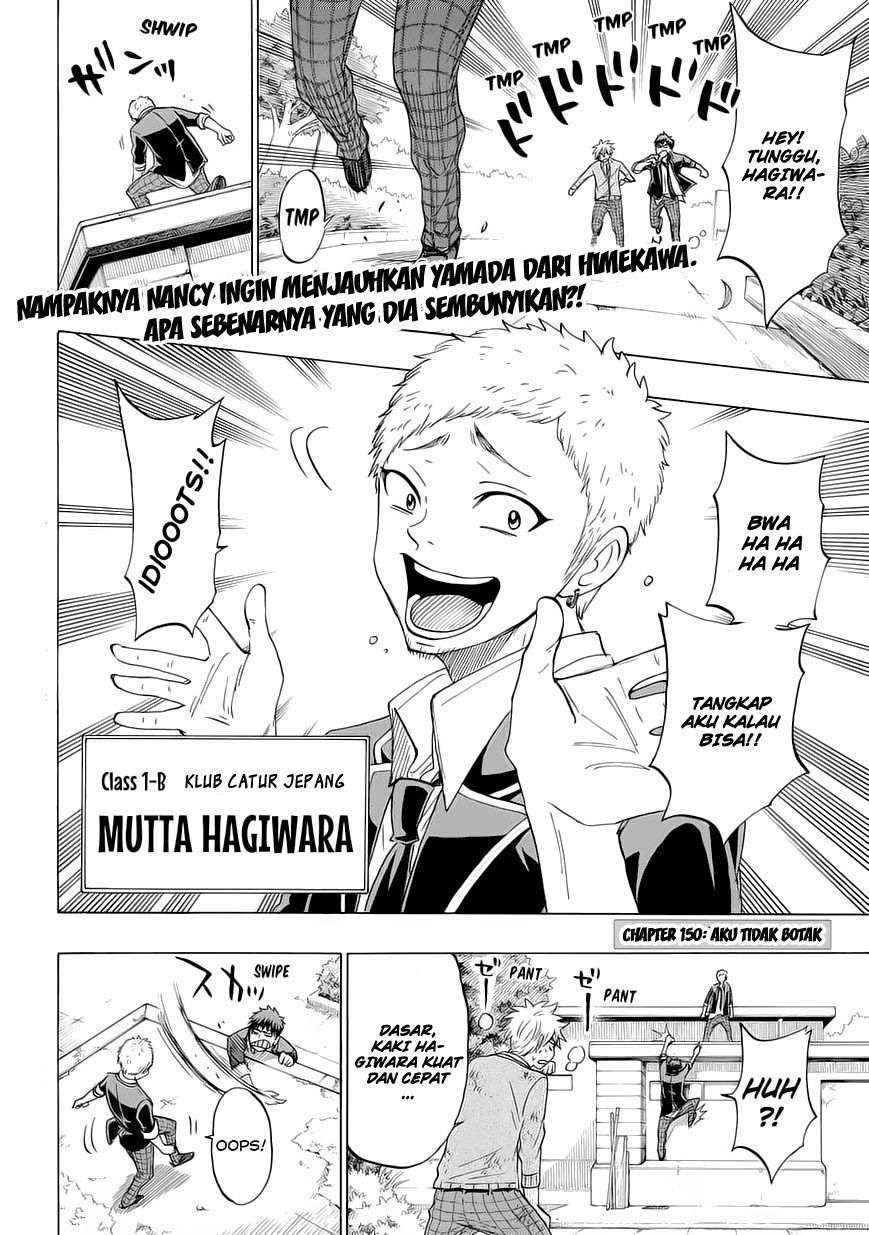 HEY!
TUNGGU,
HAGIWA-
RA!!
TMP
TMP
TMP
TMP
TMP
ドドドドド
TMP
SHWIP
ザンッ
NAMPAKNYA NANCY INGIN MENJAUHKAN YAMADA DARI HIMEKAWA.
APA SEBENARNYA YANG DIA SEMBUNYIKAN?!
BWA
HA HA
HA HA
TANGKAP
AKU KALAU
BISA!!
IDIOOOTS!!
Class 1-B KLUB CATUR JEPANG
MUTTA HAGIWARA
CHAPTER 150: AKU TIDAK BOTAK
HUH
?!
PANT
ゼー
PANT
ゼー
DASAR,
KAKI HA-
GIWARA KUAT
DAN CEPAT
...
SWIPE
スカッ
OOPS!